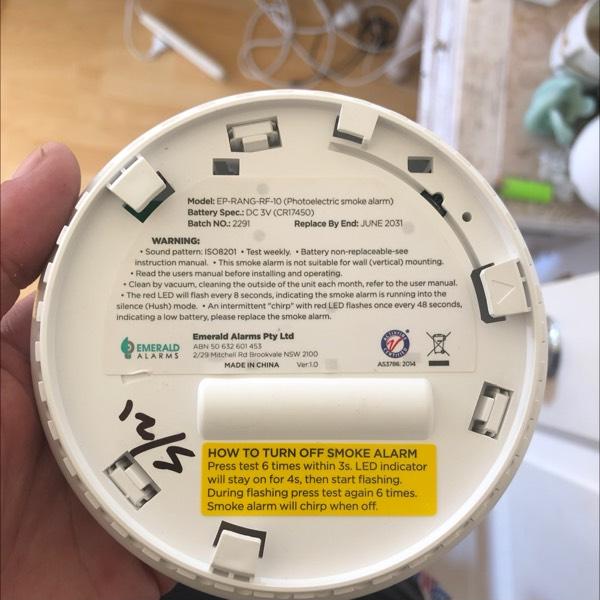 Model: EP-RANG-RF-10 (Photoelectric smoke alarm)
Battery Spec.: DC 3V (CR17450)
Batch NO.: 2291 Replace By End: JUNE 2031
WARNING:
• Sound pattern: ISO8201 • Test weekly. • Battery non-replaceable-see
instruction manual. • This smoke alarm is not suitable for wall (vertical) mounting.
• Read the users manual before installing and operating.
• Clean by vacuum, cleaning the outside of the unit each month, refer to the user manual.
• The red LED will flash every 8 seconds, indicating the smoke alarm is running into the
silence (Hush) mode. • An intermittent "chirp" with red LED flashes once every 48 seconds,
indicating a low battery, please replace the smoke alarm.
EMERALD
ALARMS
Emerald Alarms Pty Ltd
ABN 50 632 601 453
2/29 Mitchell Rd Brookvale NSW 2100
MADE IN CHINA Ver:1.0
AS3786: 2014
12/5
HOW TO TURN OFF SMOKE ALARM
Press test 6 times within 3s. LED indicator
will stay on for 4s, then start flashing.
During flashing press test again 6 times.
Smoke alarm will chirp when off.